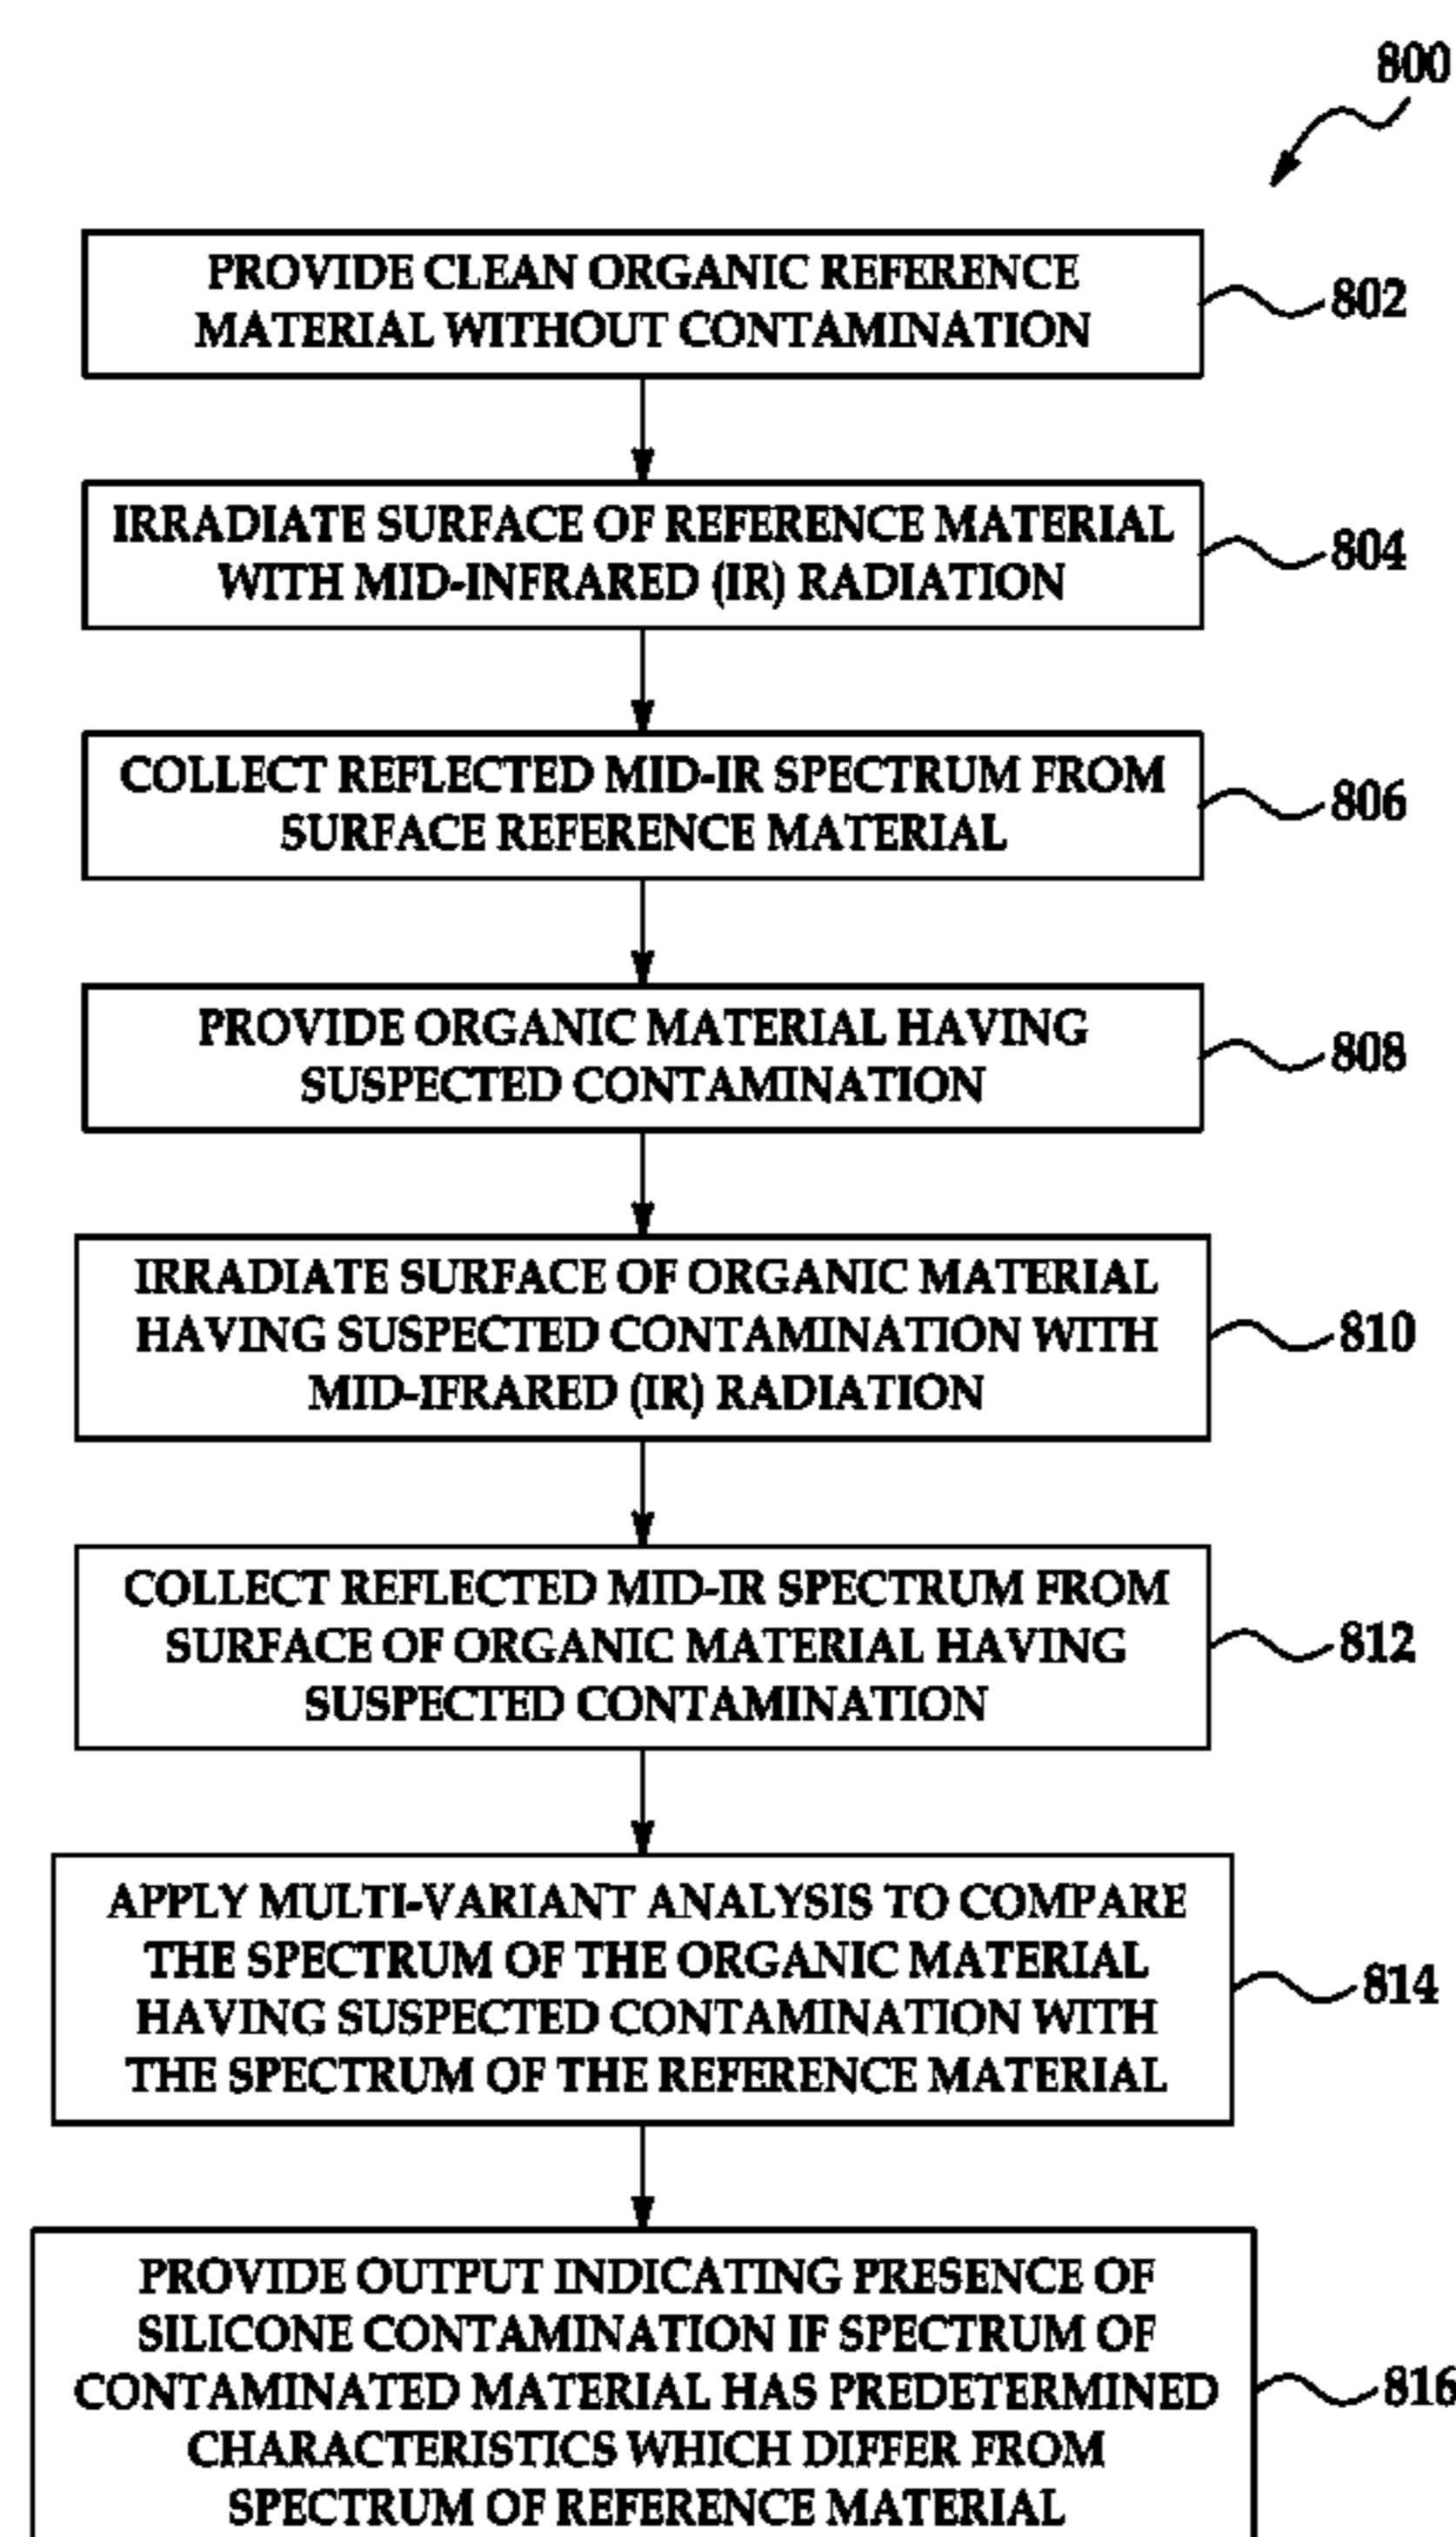 800
PROVIDE CLEAN ORGANIC REFERENCE
MATERIAL WITHOUT CONTAMINATION
802
IRRADIATE SURFACE OF REFERENCE MATERIAL
WITH MID-INFRARED (IR) RADIATION
804
COLLECT REFLECTED MID-IR SPECTRUM FROM
SURFACE REFERENCE MATERIAL
806
PROVIDE ORGANIC MATERIAL HAVING
SUSPECTED CONTAMINATION
808
IRRADIATE SURFACE OF ORGANIC MATERIAL
HAVING SUSPECTED CONTAMINATION WITH
MID-IFRARED (IR) RADIATION
810
COLLECT REFLECTED MID-IR SPECTRUM FROM
SURFACE OF ORGANIC MATERIAL HAVING
SUSPECTED CONTAMINATION
812
APPLY MULTI-VARIANT ANALYSIS TO COMPARE
THE SPECTRUM OF THE ORGANIC MATERIAL
HAVING SUSPECTED CONTAMINATION WITH
THE SPECTRUM OF THE REFERENCE MATERIAL
814
PROVIDE OUTPUT INDICATING PRESENCE OF
SILICONE CONTAMINATION IF SPECTRUM OF
CONTAMINATED MATERIAL HAS PREDETERMINED
CHARACTERISTICS WHICH DIFFER FROM
SPECTRUM OF REFERENCE MATERIAL
816